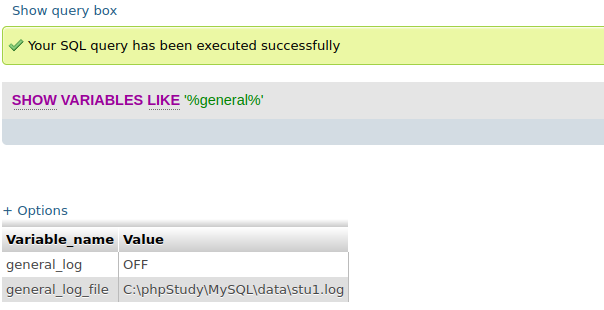 Show query box
Your SQL query has been executed successfully
SHOW VARIABLES LIKE '%general%'
+ Options
Variable_name Value
general_log OFF
general_log_file C:\phpStudy\MySQL\data\stu1.log